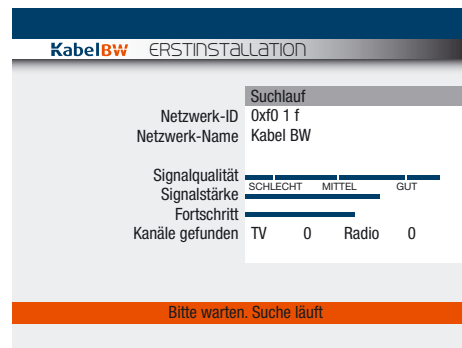 KabelBW ERSTINSTALLATION
Suchlauf
Netzwerk-ID 0xf0 1 f
Netzwerk-Name Kabel BW
Signalqualität
SCHLECHT MITTEL GUT
Signalstärke
Fortschritt
Kanäle gefunden TV 0 Radio 0
Bitte warten. Suche läuft